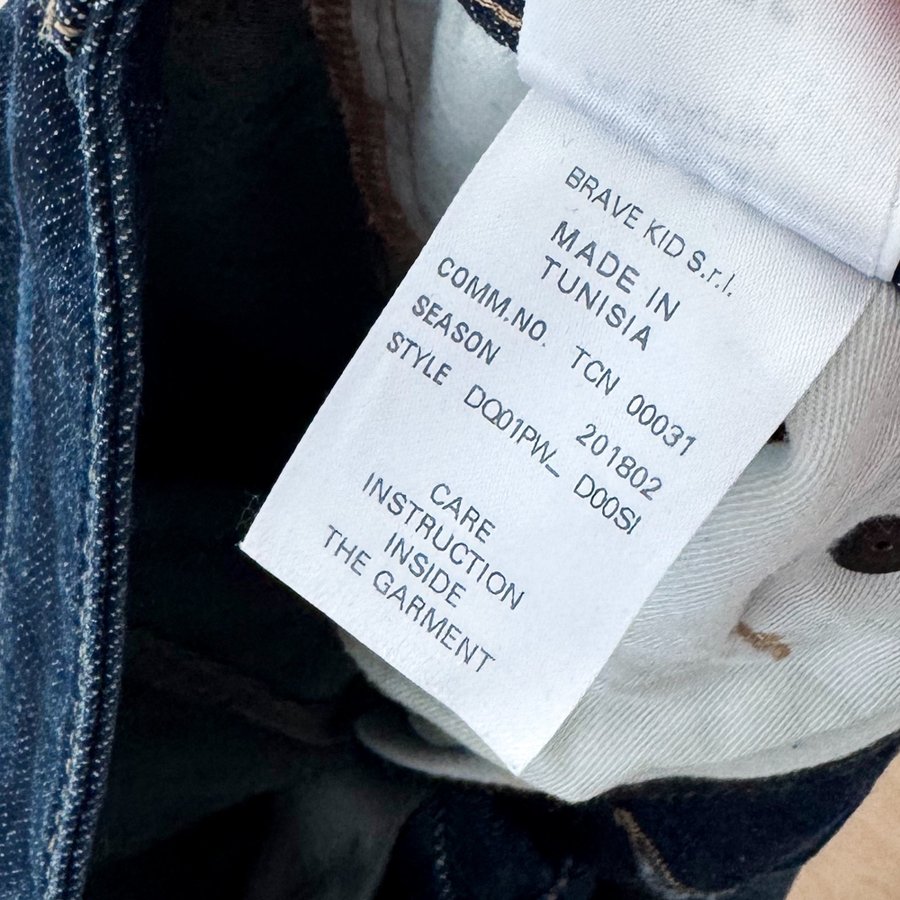 BRAVE KID S.r.l.
MADE IN
TUNISIA
COMM.NO. TCN 00031
SEASON 201802
STYLE DQ01PW_ D00SI
CARE
INSTRUCTION
INSIDE
THE GARMENT